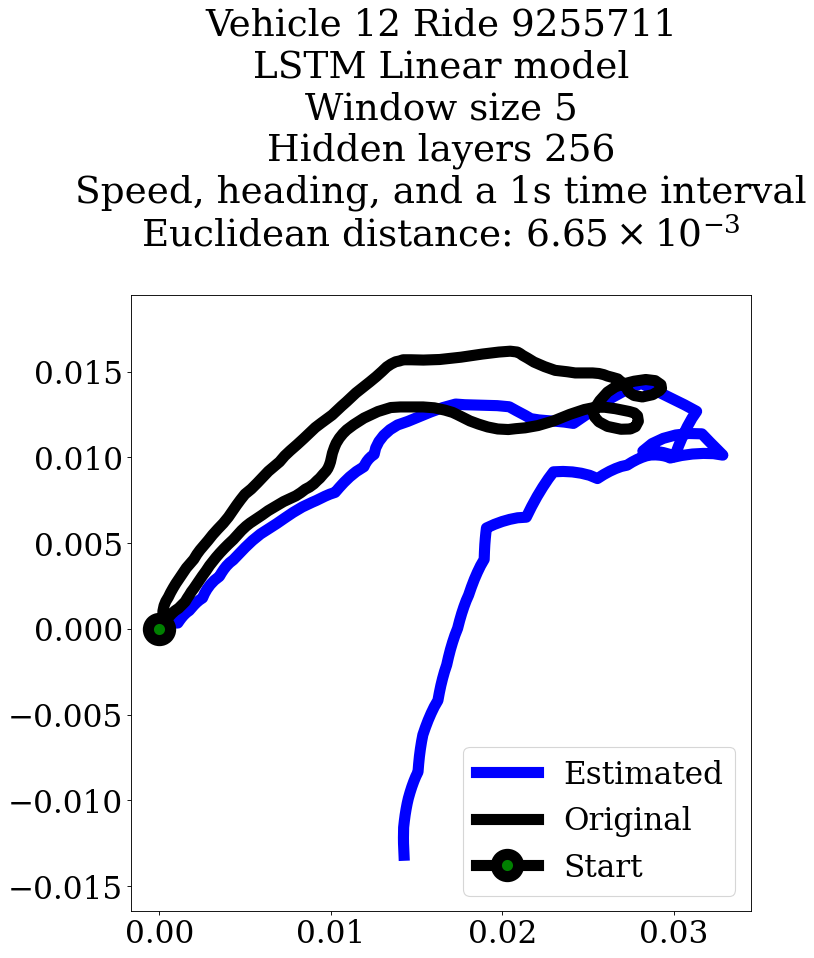 Vehicle 12 Ride 9255711
LSTM Linear model
Window size 5
Hidden layers 256
Speed, heading, and a 1s time interval
Euclidean distance: 6.65 × 10⁻³
0.015
0.010
0.005
0.000
−0.005
−0.010
−0.015
0.00 0.01 0.02 0.03
Estimated
Original
Start